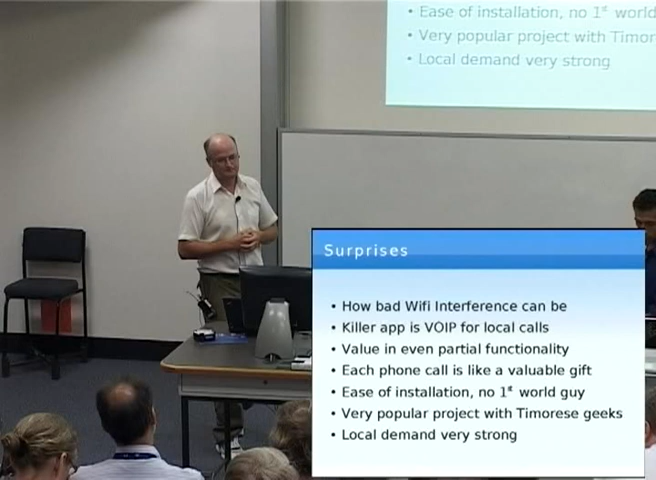 • Ease of installation, no 1st world
• Very popular project with Timor
• Local demand very strong
Surprises
• How bad Wifi Interference can be
• Killer app is VOIP for local calls
• Value in even partial functionality
• Each phone call is like a valuable gift
• Ease of installation, no 1st world guy
• Very popular project with Timorese geeks
• Local demand very strong